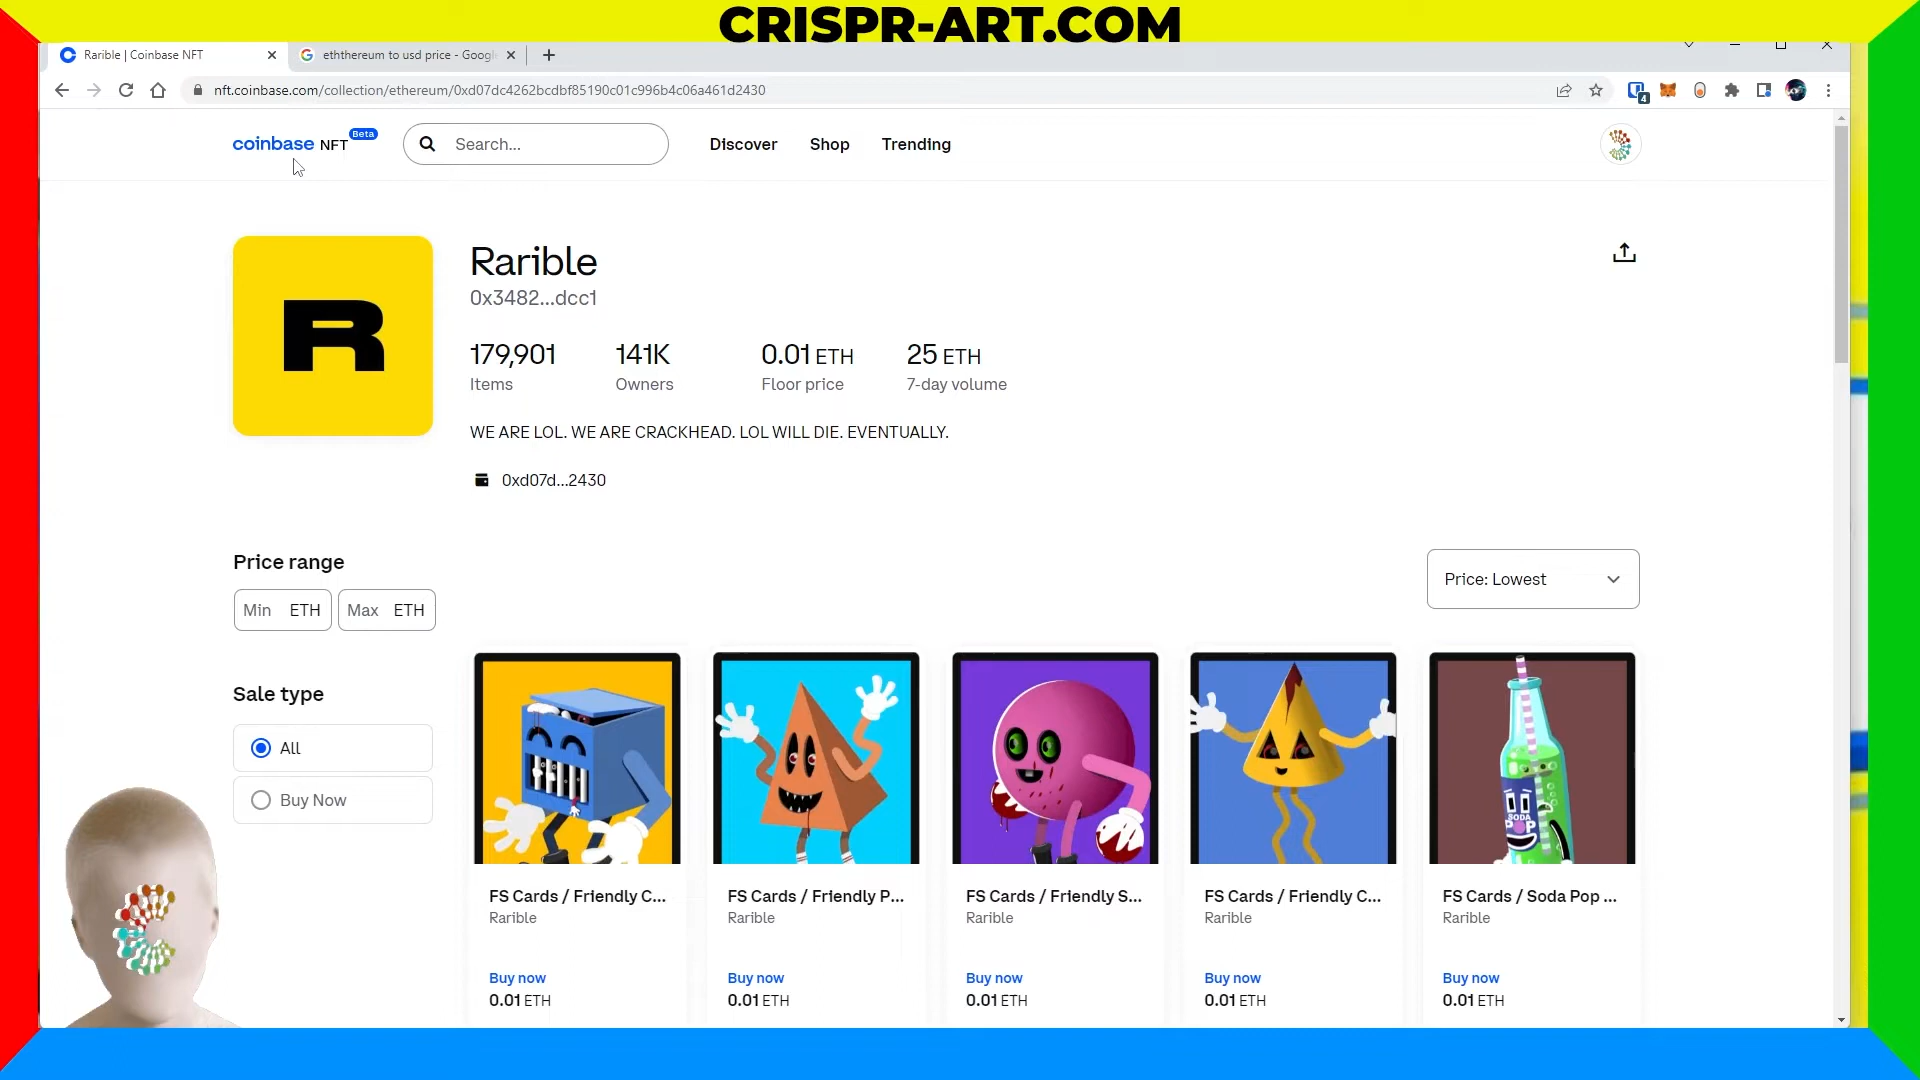 CRISPR-ART.COM
Rarible | Coinbase NFT
eththereum to usd price - Google
nft.coinbase.com/collection/ethereum/0xd07dc4262bcdbf85190c01c996b4c06a461d2430
4
coinbase NFT Beta
Search...
Discover
Shop
Trending
R
Rarible
0x3482...dcc1
179,901
141K
0.01 ETH
25 ETH
Items
Owners
Floor price
7-day volume
WE ARE LOL. WE ARE CRACKHEAD. LOL WILL DIE. EVENTUALLY.
0xd07d...2430
Price range
Min ETH
Max ETH
Price: Lowest
Sale type
All
Buy Now
SODA
POP
FS Cards / Friendly C...
Rarible
Buy now
0.01 ETH
FS Cards / Friendly P...
Rarible
Buy now
0.01 ETH
FS Cards / Friendly S...
Rarible
Buy now
0.01 ETH
FS Cards / Friendly C...
Rarible
Buy now
0.01 ETH
FS Cards / Soda Pop ...
Rarible
Buy now
0.01 ETH